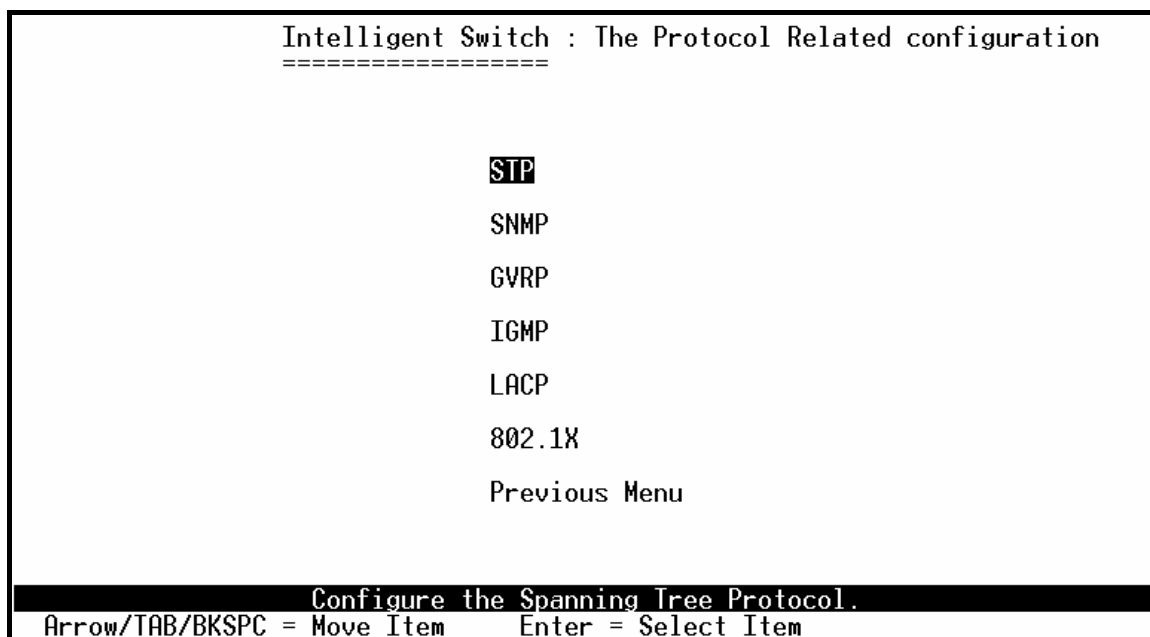 Intelligent Switch : The Protocol Related configuration
==================
STP
SNMP
GVRP
IGMP
LACP
802.1X
Previous Menu
Configure the Spanning Tree Protocol.
Arrow/TAB/BKSPC = Move Item    Enter = Select Item